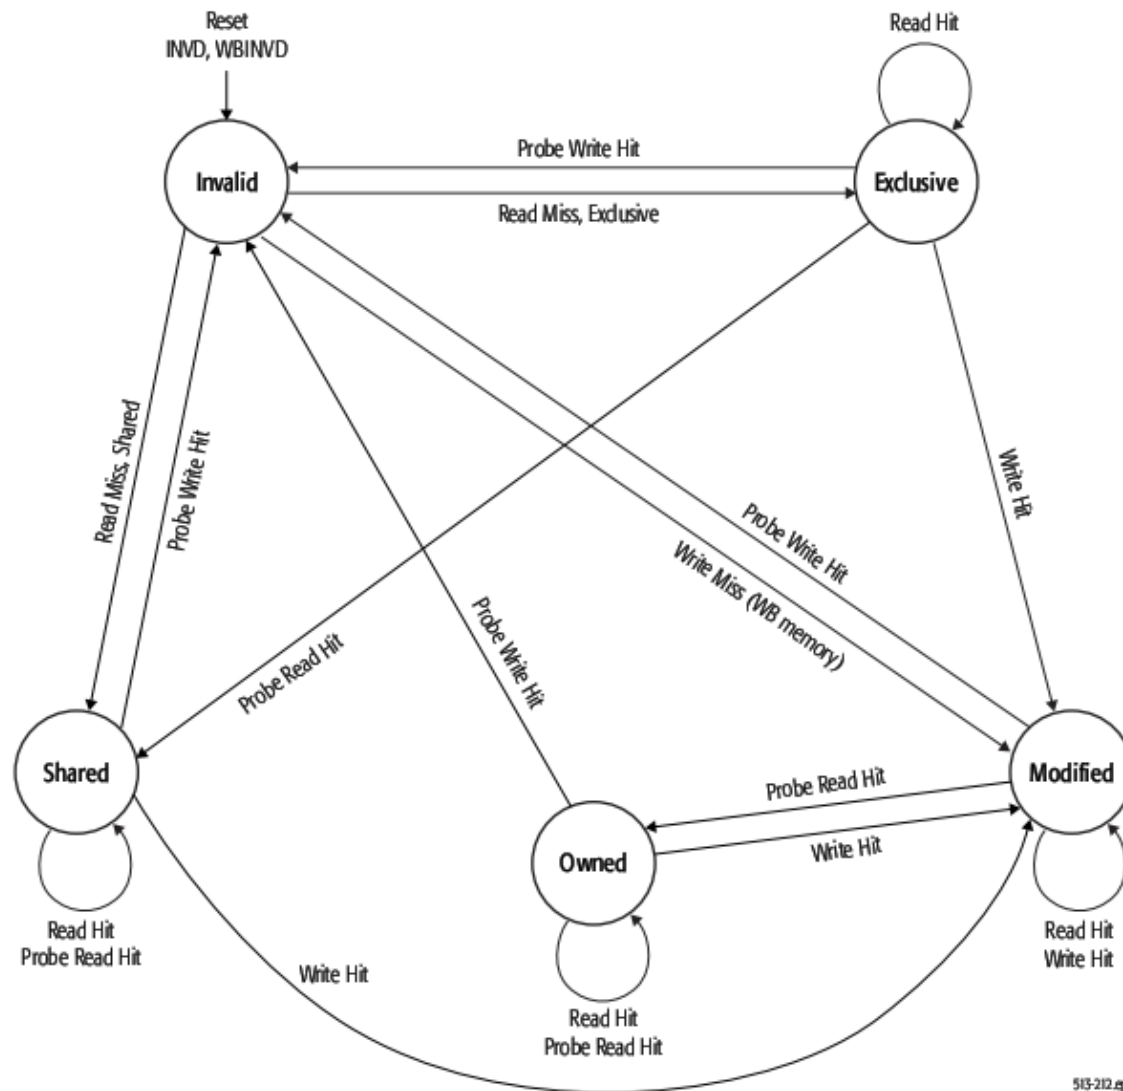 Reset
INVD, WBINVD
Read Hit
Invalid
Probe Write Hit
Exclusive
Read Miss, Exclusive
Read Miss, Shared
Probe Write Hit
Write Hit
Probe Write Hit
Write Miss (WB memory)
Probe Write Hit
Probe Read Hit
Shared
Probe Read Hit
Modified
Write Hit
Owned
Read Hit
Probe Read Hit
Read Hit
Write Hit
Write Hit
Read Hit
Probe Read Hit